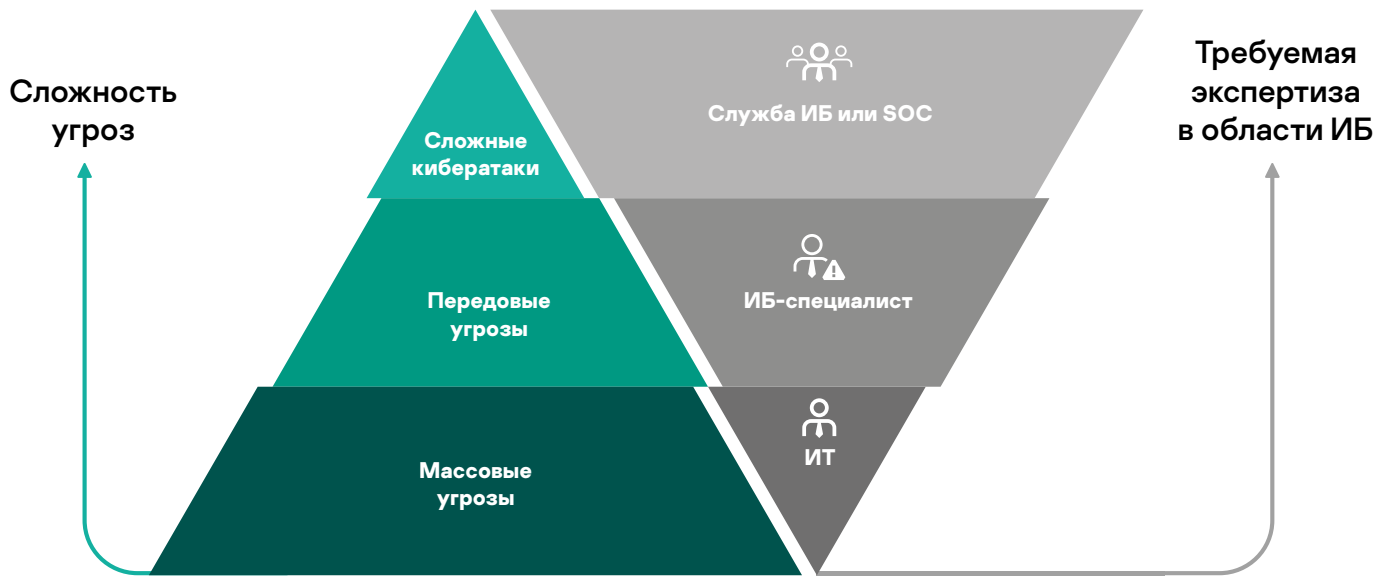 Сложность
угроз
Требуемая
экспертиза
в области ИБ
Сложные
кибератаки
Служба ИБ или SOC
Передовые
угрозы
ИБ-специалист
Массовые
угрозы
ИТ